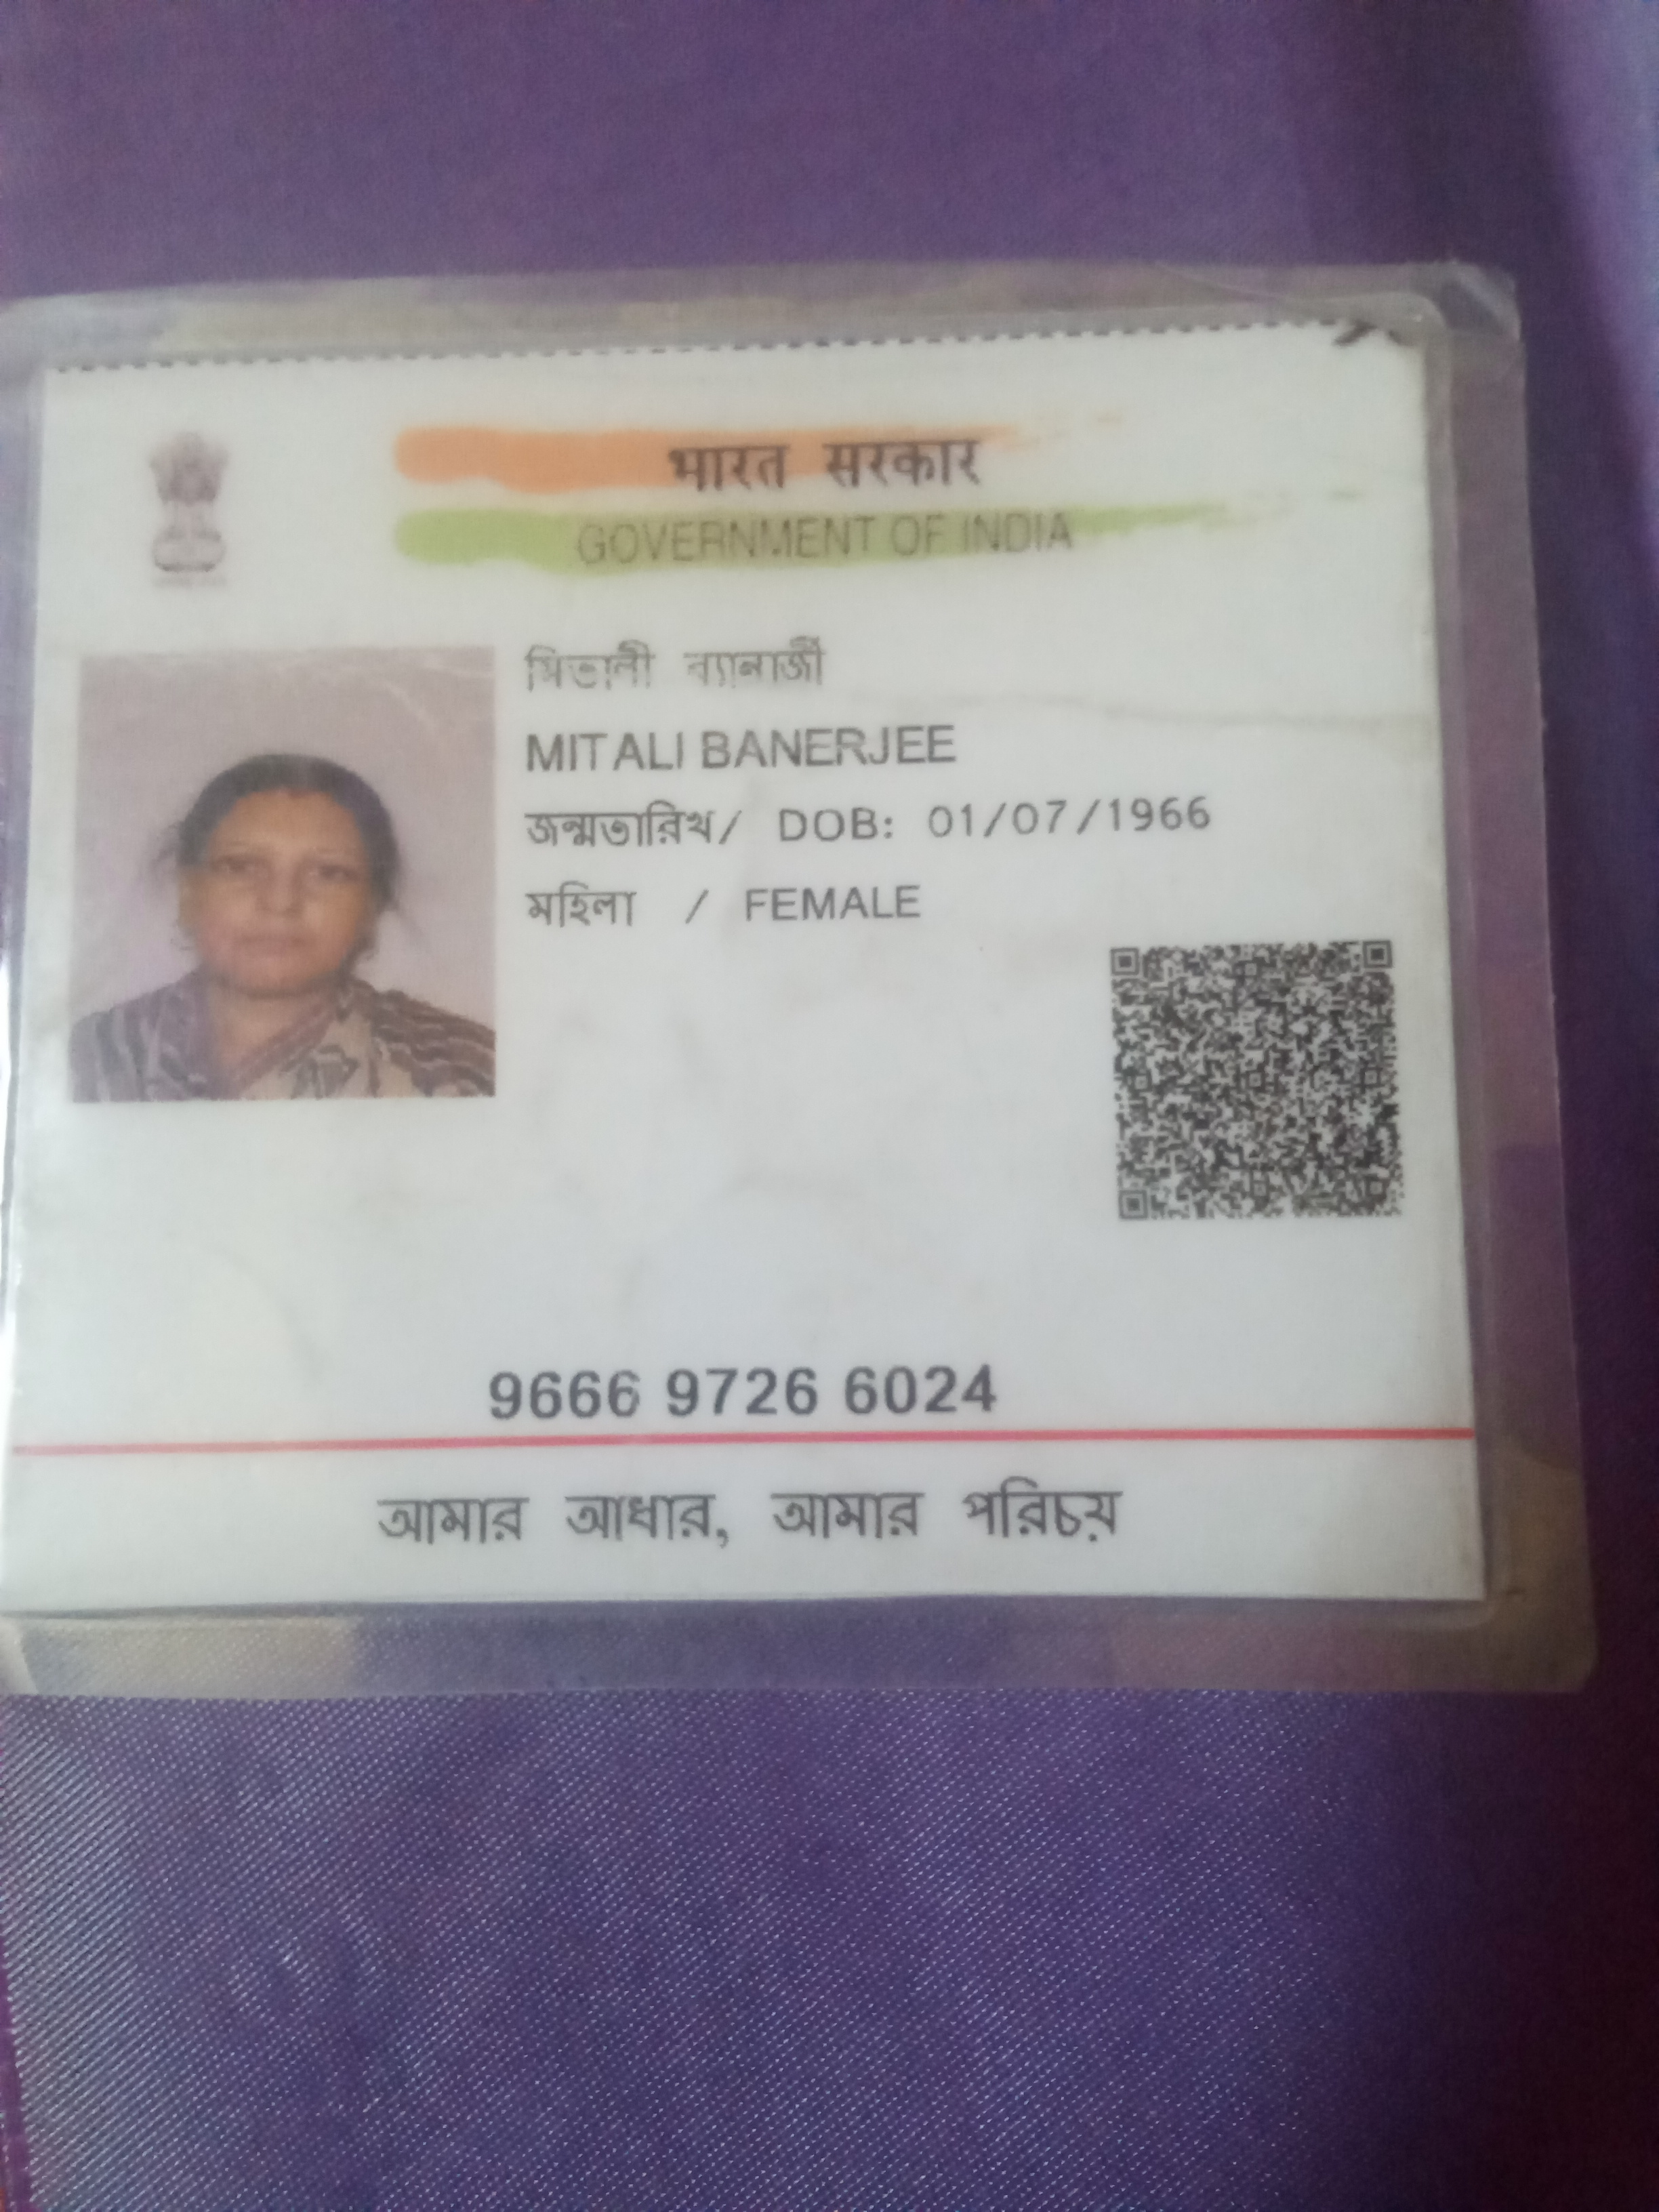 भारत सरकार
GOVERNMENT OF INDIA
মিতালী ব্যানার্জী
MITALI BANERJEE
জন্মতারিখ/ DOB: 01/07/1966
মহিলা / FEMALE
9666 9726 6024
আমার আধার, আমার পরিচয়